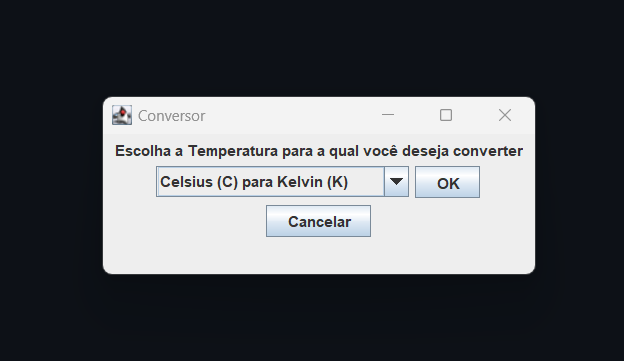 Conversor
Escolha a Temperatura para a qual você deseja converter
Celsius (C) para Kelvin (K)
OK
Cancelar